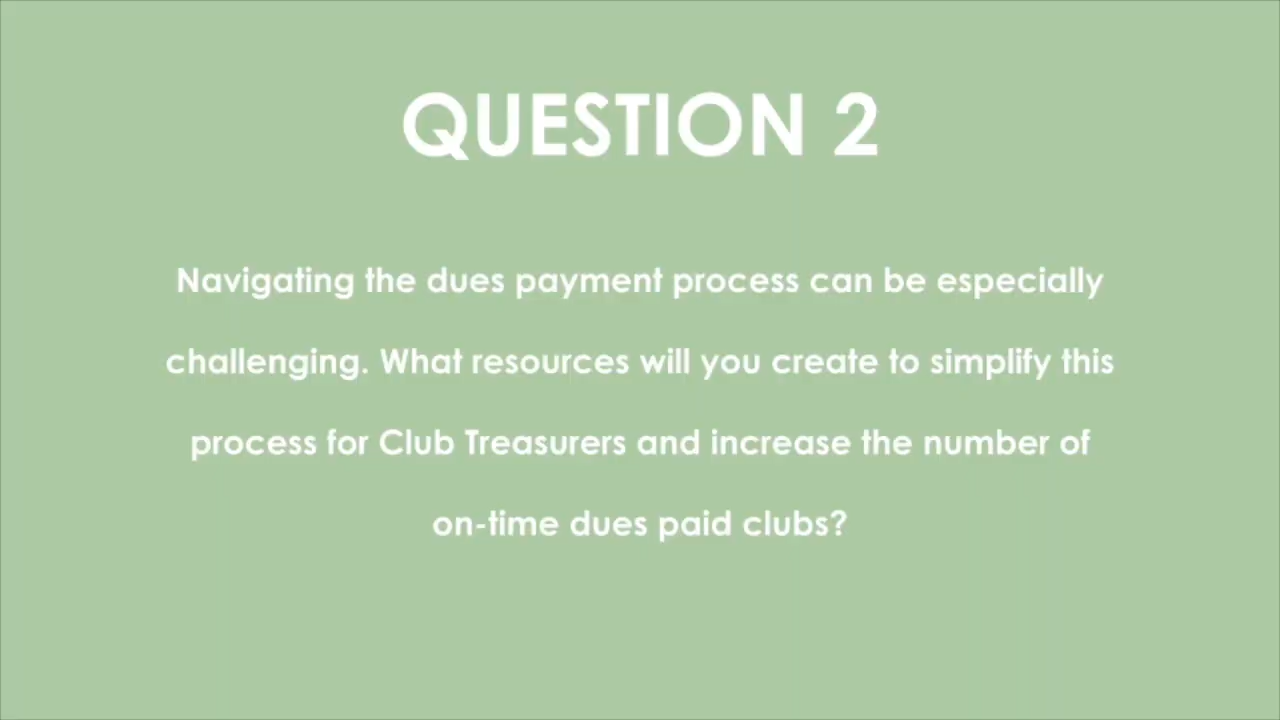 QUESTION 2
Navigating the dues payment process can be especially
challenging. What resources will you create to simplify this
process for Club Treasurers and increase the number of
on-time dues paid clubs?